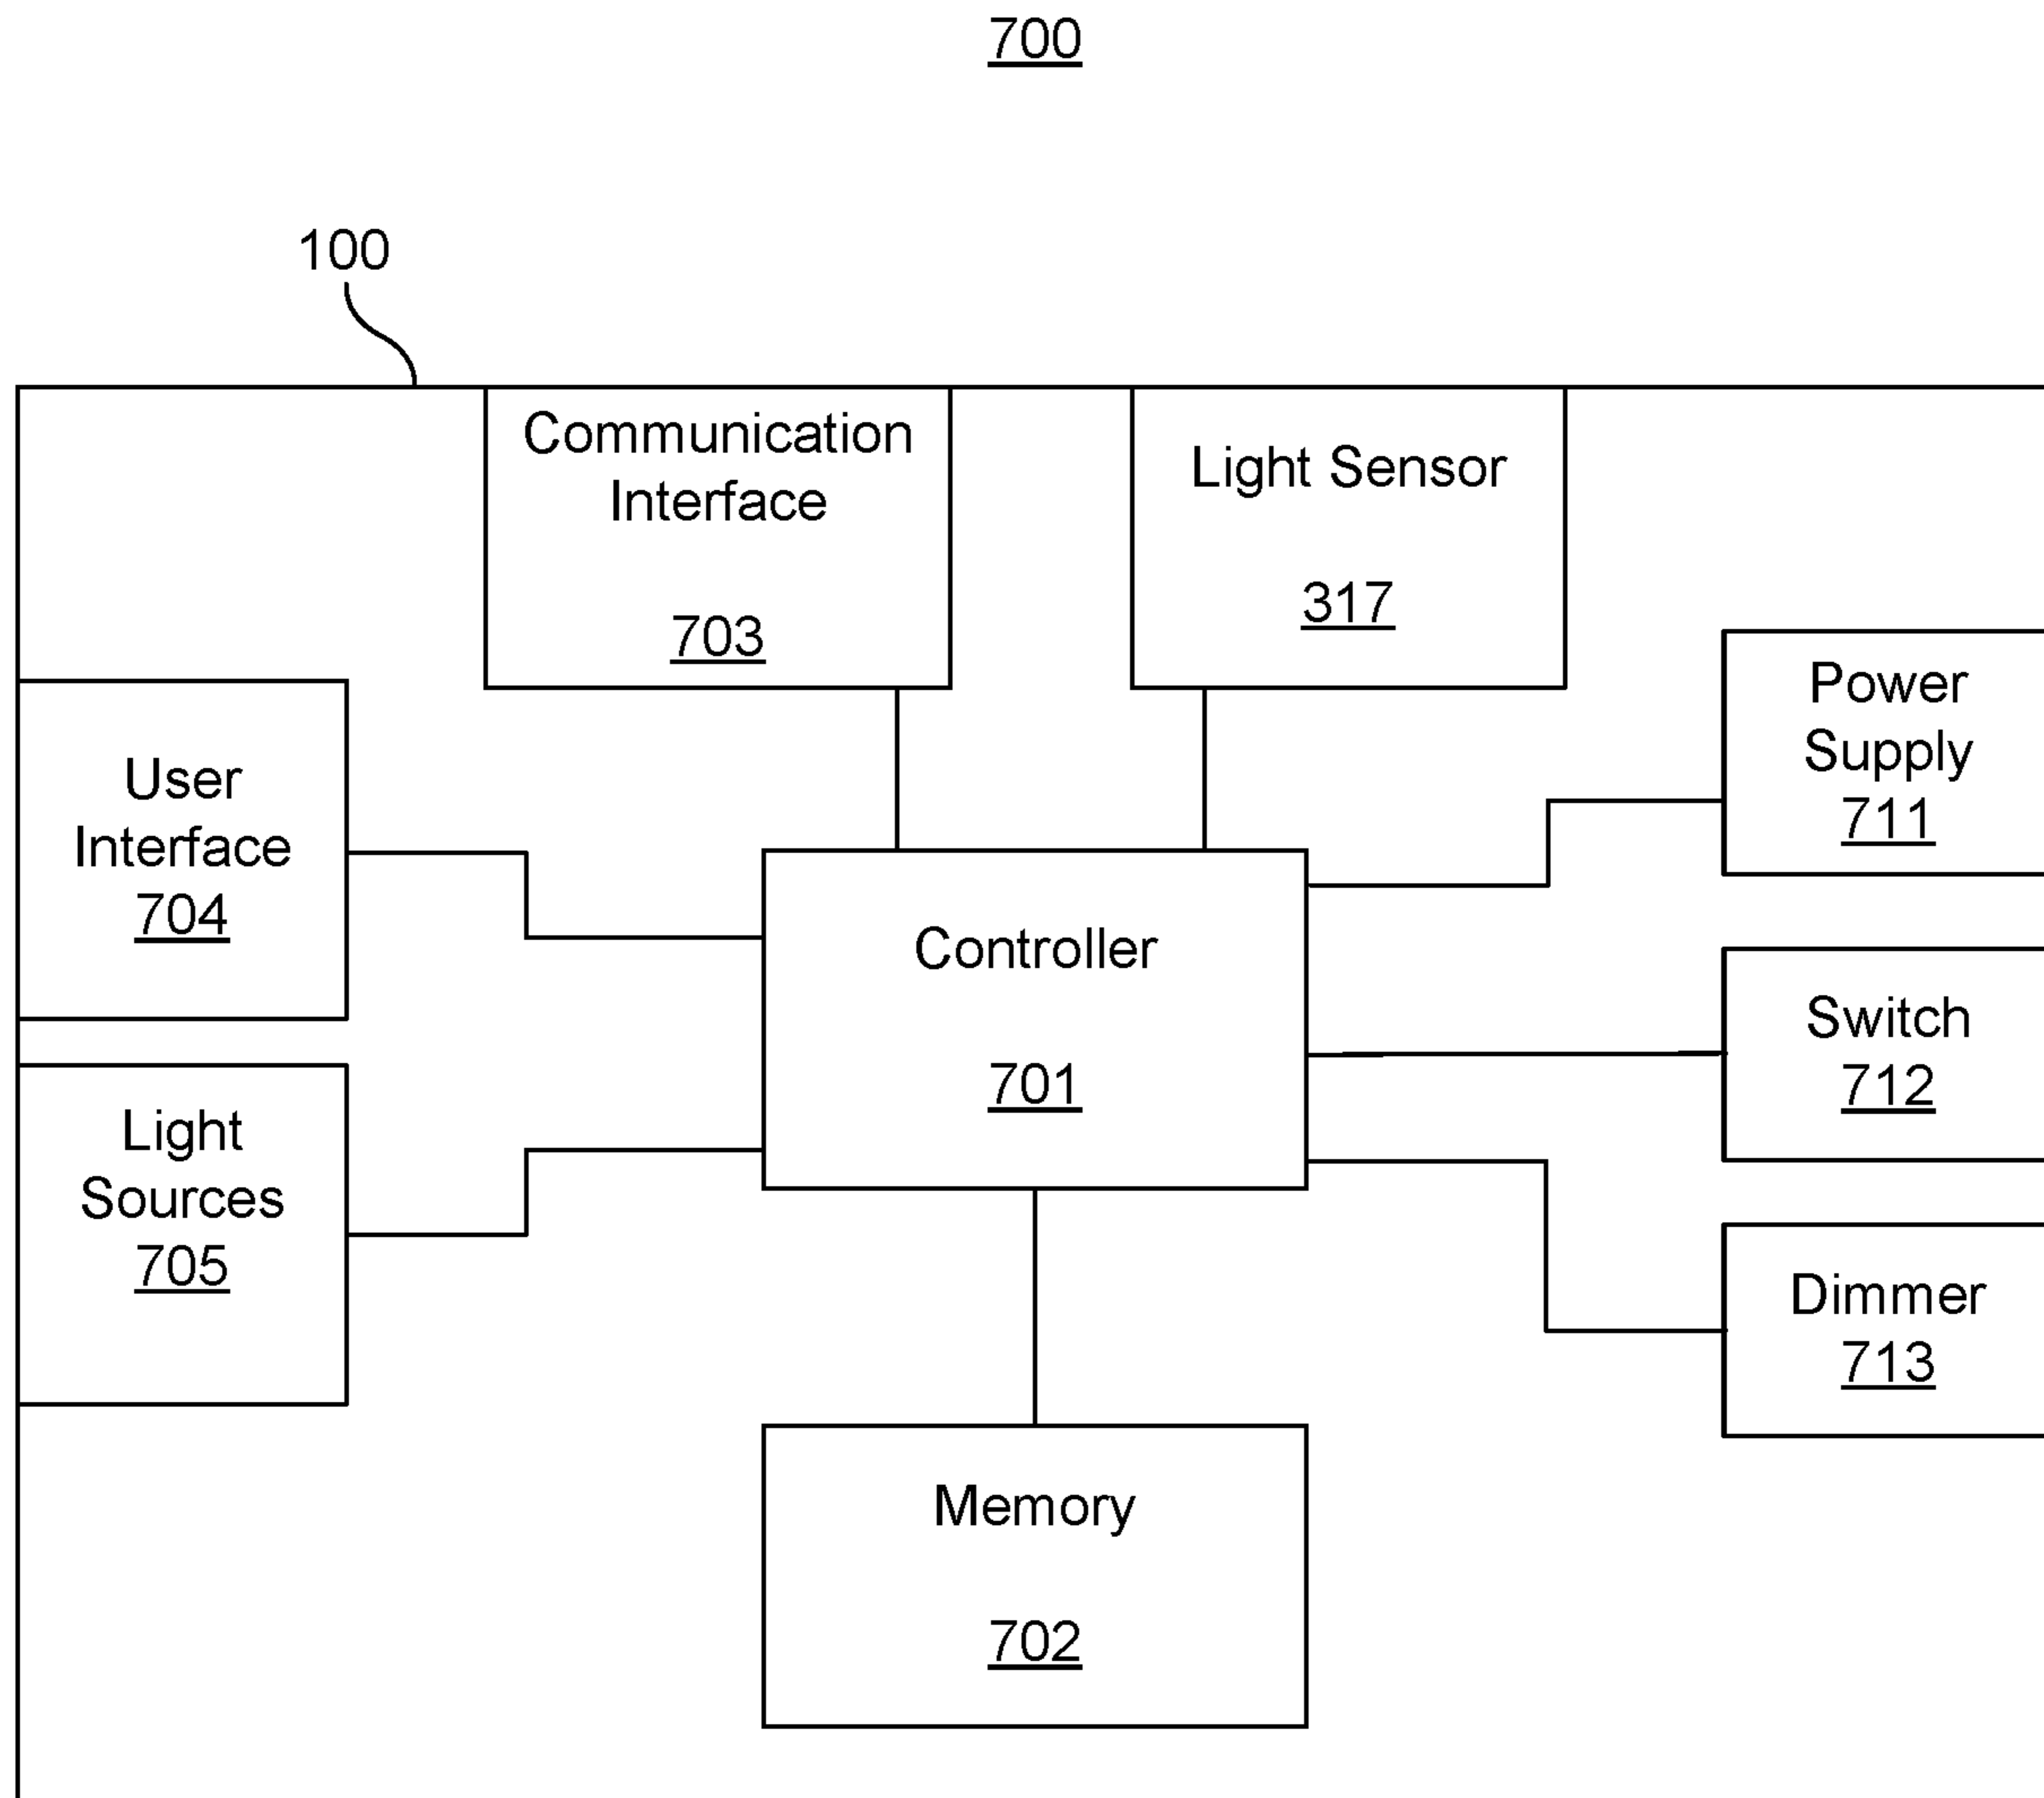 700
100
Communication
Interface
703
Light Sensor
317
Power
Supply
711
User
Interface
704
Controller
701
Switch
712
Light
Sources
705
Dimmer
713
Memory
702